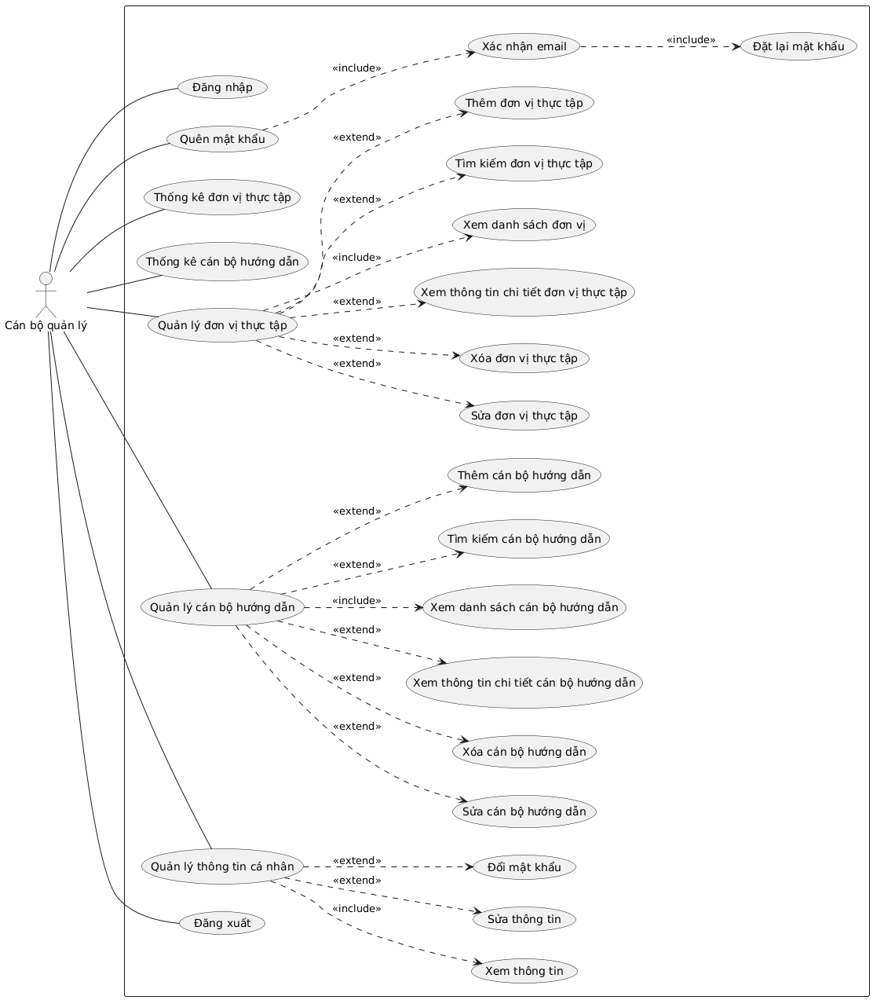 Xác nhận email
«include»
Đặt lại mật khẩu
«include»
Đăng nhập
Thêm đơn vị thực tập
Quên mật khẩu
«extend»
Tìm kiếm đơn vị thực tập
Thống kê đơn vị thực tập
«extend»
Xem danh sách đơn vị
Thống kê cán bộ hướng dẫn
«include»
Xem thông tin chi tiết đơn vị thực tập
«extend»
Cán bộ quản lý
Quản lý đơn vị thực tập
«extend»
Xóa đơn vị thực tập
«extend»
Sửa đơn vị thực tập
Thêm cán bộ hướng dẫn
«extend»
Tìm kiếm cán bộ hướng dẫn
«extend»
Quản lý cán bộ hướng dẫn
«include»
Xem danh sách cán bộ hướng dẫn
«extend»
Xem thông tin chi tiết cán bộ hướng dẫn
«extend»
«extend»
Xóa cán bộ hướng dẫn
Sửa cán bộ hướng dẫn
Quản lý thông tin cá nhân
«extend»
Đổi mật khẩu
«extend»
Sửa thông tin
«include»
Đăng xuất
Xem thông tin